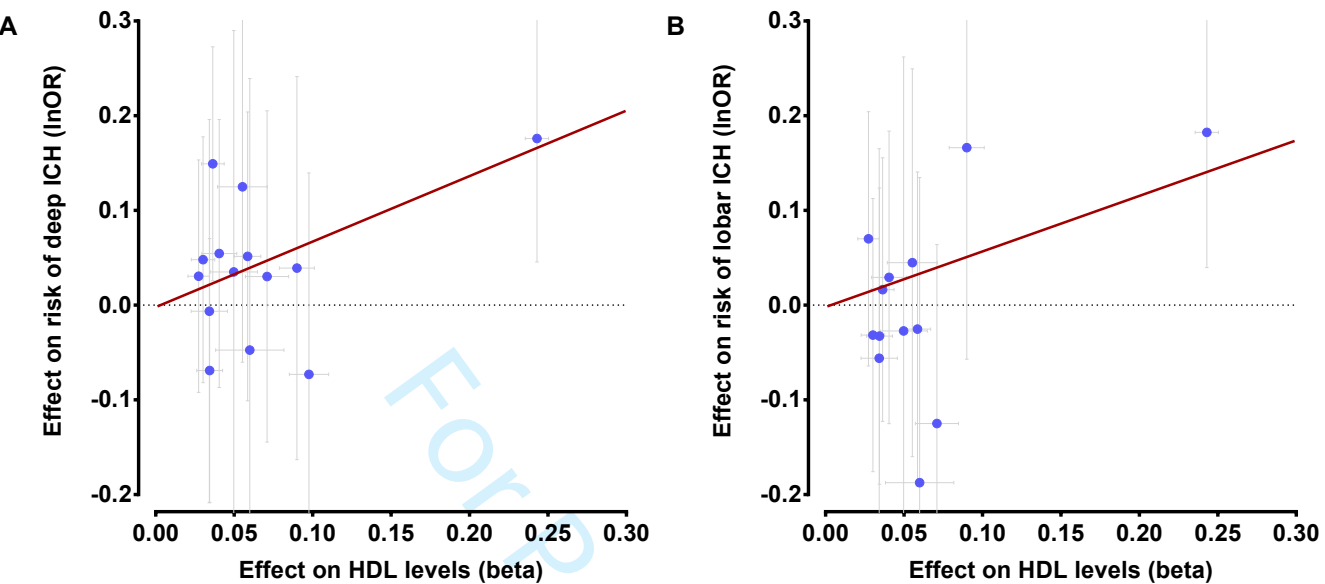 A
Effect on risk of deep ICH (lnOR)
0.3
0.2
0.1
0.0
-0.1
-0.2
0.00 0.05 0.10 0.15 0.20 0.25 0.30
Effect on HDL levels (beta)
B
Effect on risk of lobar ICH (lnOR)
0.3
0.2
0.1
0.0
-0.1
-0.2
0.00 0.05 0.10 0.15 0.20 0.25 0.30
Effect on HDL levels (beta)
For P